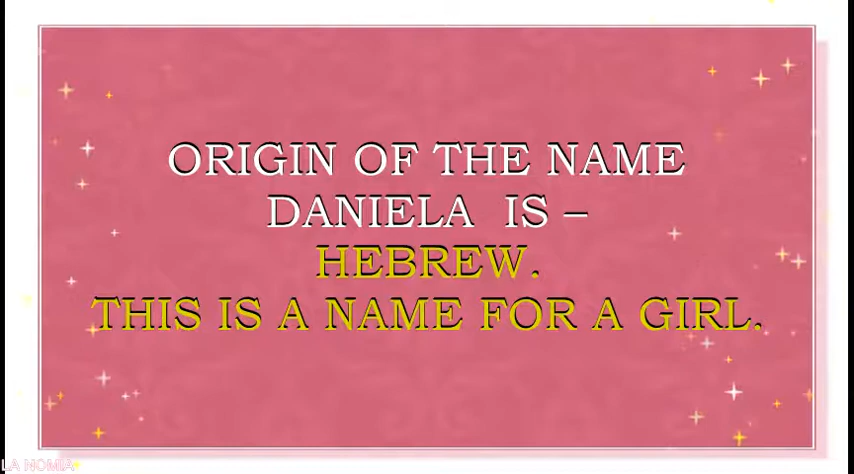 ORIGIN OF THE NAME
DANIELA IS –
HEBREW.
THIS IS A NAME FOR A GIRL.
LA NOMIA